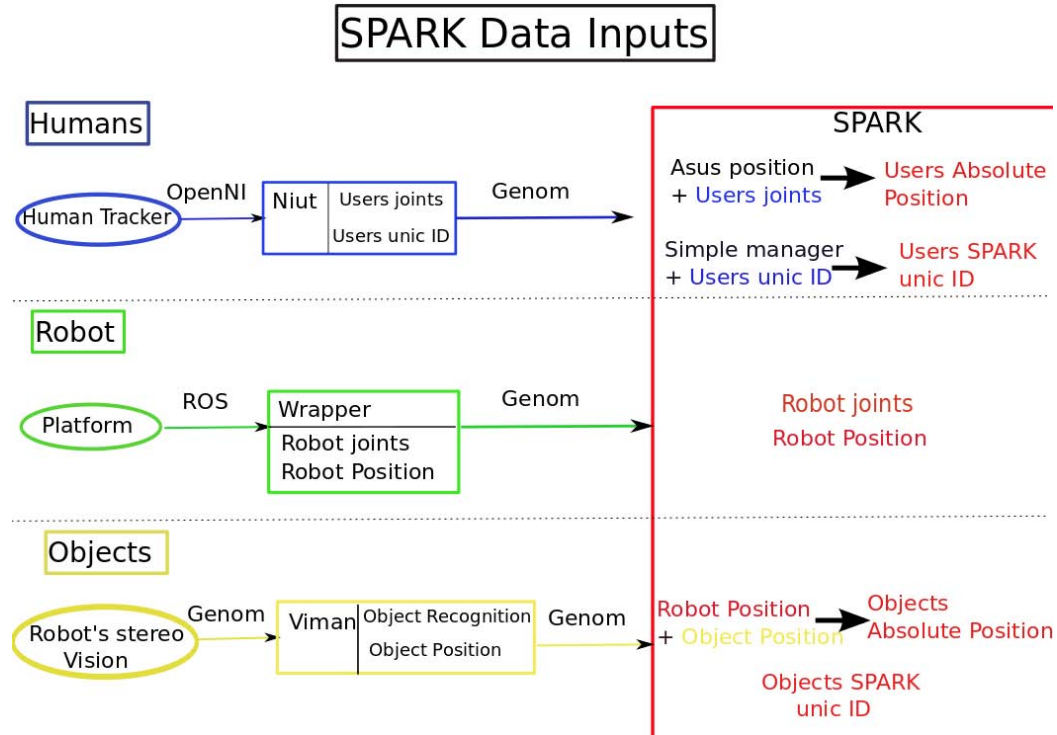 SPARK Data Inputs
Humans
SPARK
Human Tracker
OpenNI
Niut
Users joints
Users unic ID
Genom
Asus position
+ Users joints
Users Absolute
Position
Simple manager
+ Users unic ID
Users SPARK
unic ID
Robot
Platform
ROS
Wrapper
Robot joints
Robot Position
Genom
Robot joints
Robot Position
Objects
Robot's stereo
Vision
Genom
Viman
Object Recognition
Object Position
Genom
Robot Position
+ Object Position
Objects
Absolute Position
Objects SPARK
unic ID